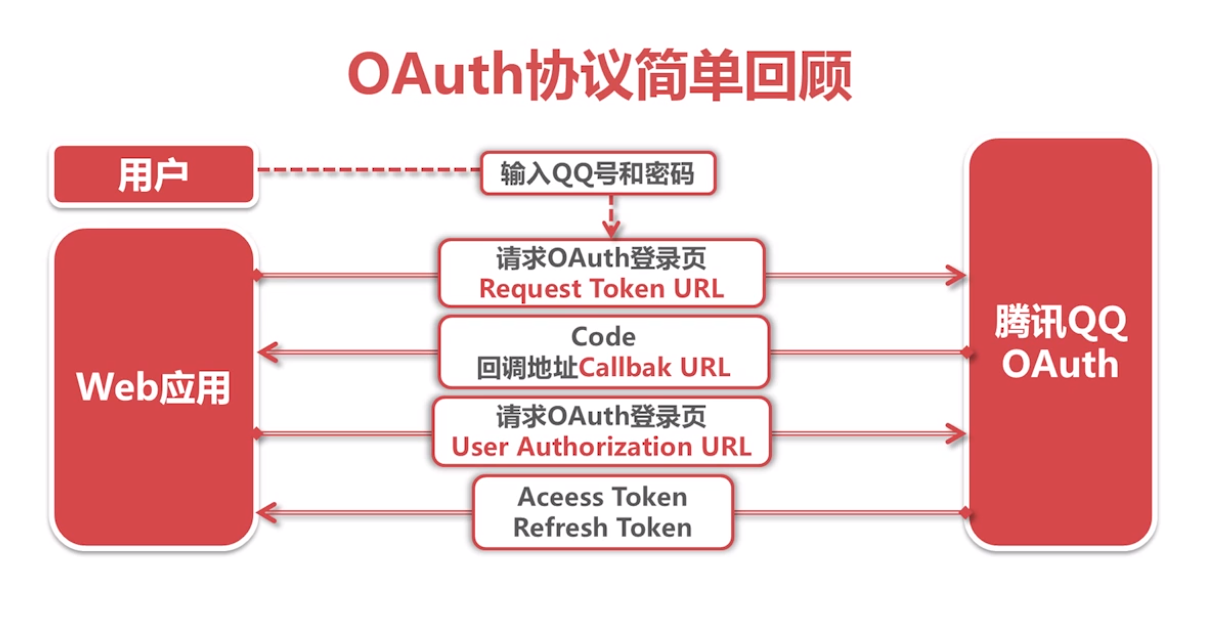 OAuth协议简单回顾
用户
输入QQ号和密码
请求OAuth登录页
Request Token URL
Code
回调地址Callbak URL
请求OAuth登录页
User Authorization URL
Aceess Token
Refresh Token
Web应用
腾讯QQ
OAuth